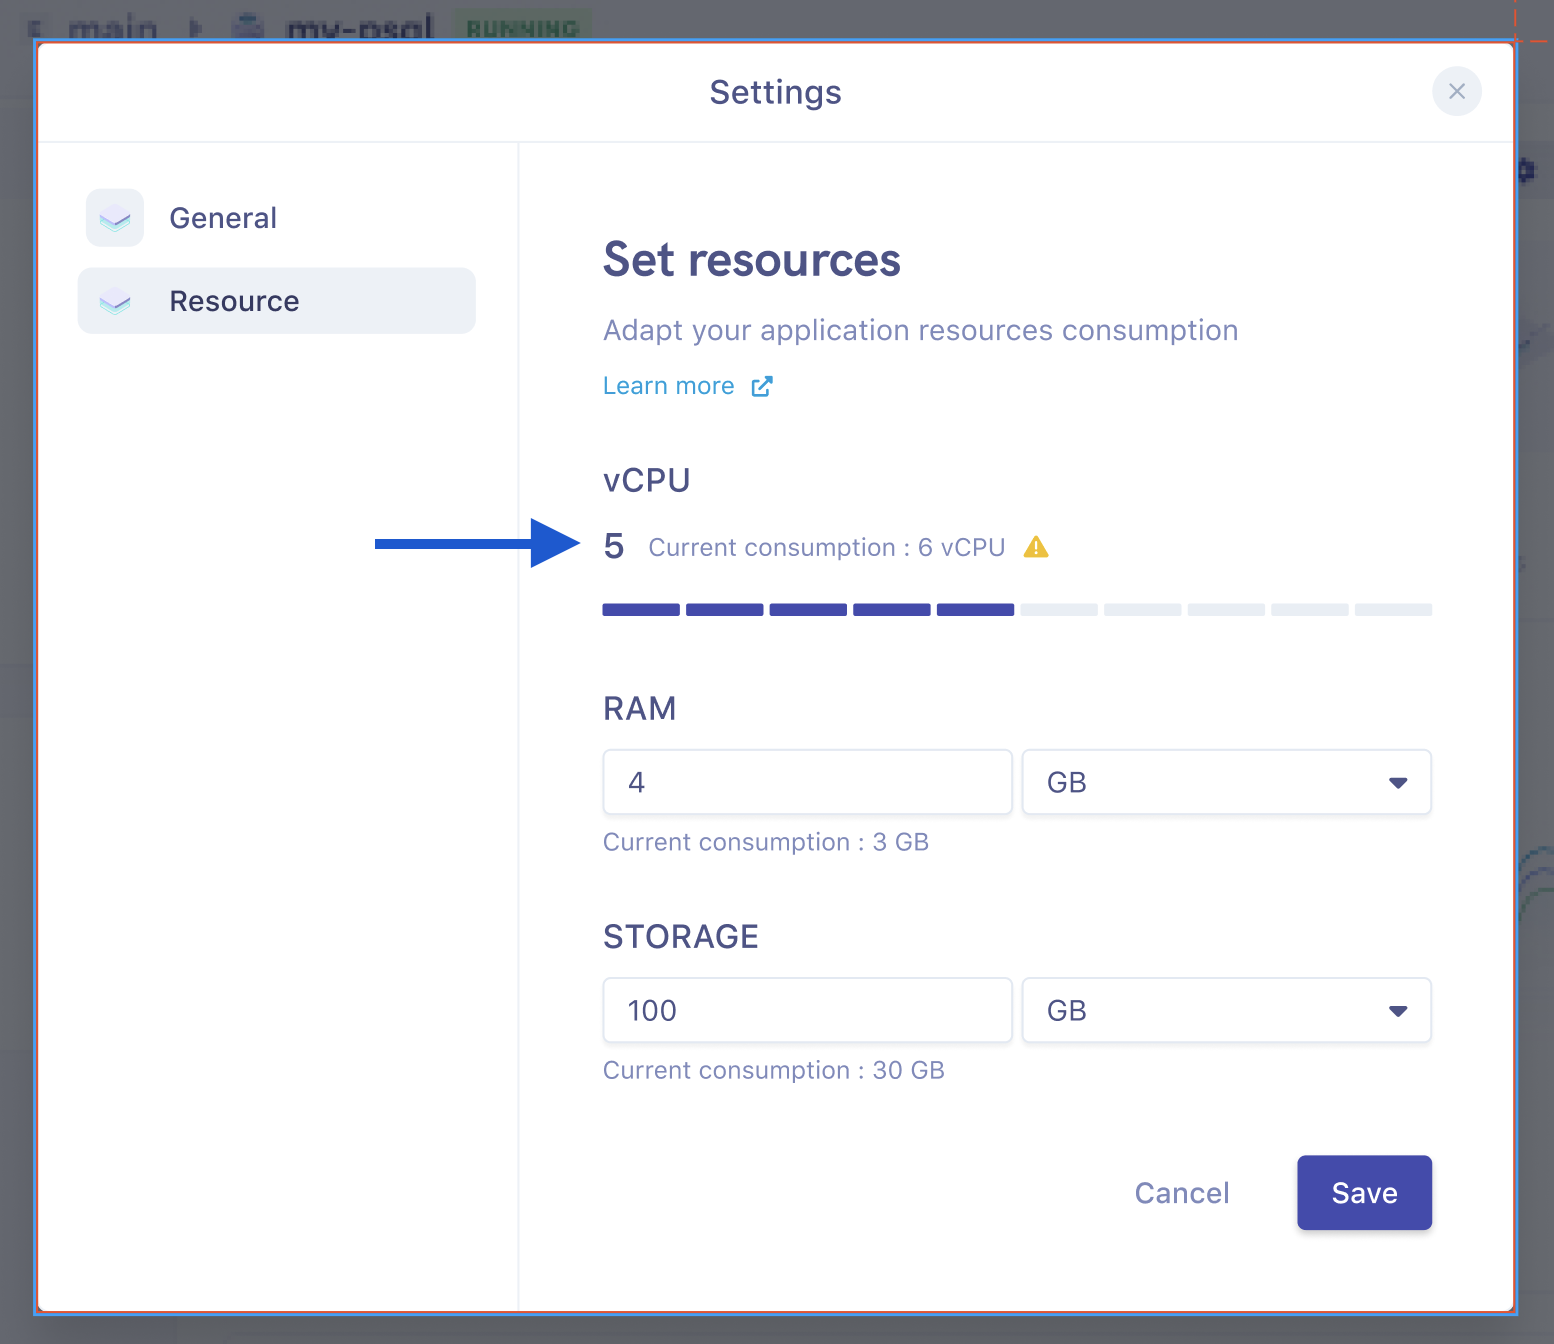 main my-psql RUNNING
Settings
General
Resource
Set resources
Adapt your application resources consumption
Learn more
vCPU
5 Current consumption : 6 vCPU
RAM
4 GB
Current consumption : 3 GB
STORAGE
100 GB
Current consumption : 30 GB
Cancel Save